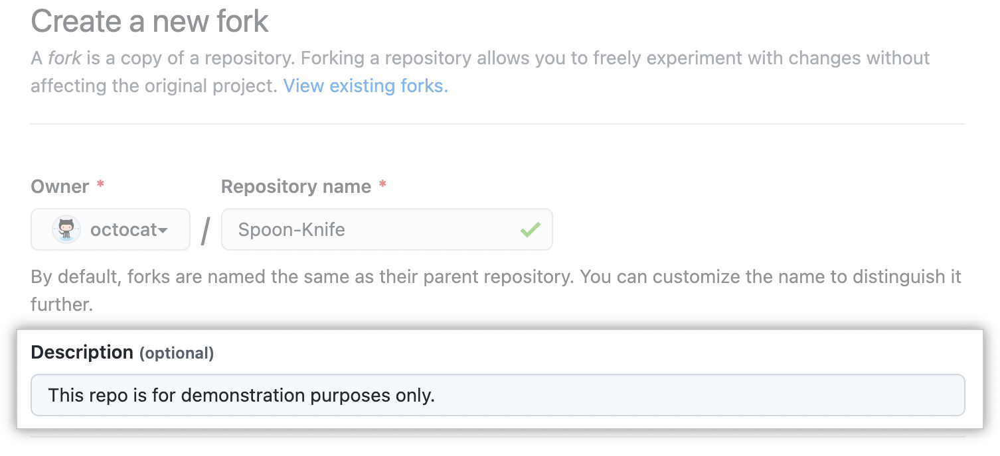 Create a new fork
A fork is a copy of a repository. Forking a repository allows you to freely experiment with changes without
affecting the original project. View existing forks.
Owner * Repository name *
octocat / Spoon-Knife
By default, forks are named the same as their parent repository. You can customize the name to distinguish it
further.
Description (optional)
This repo is for demonstration purposes only.